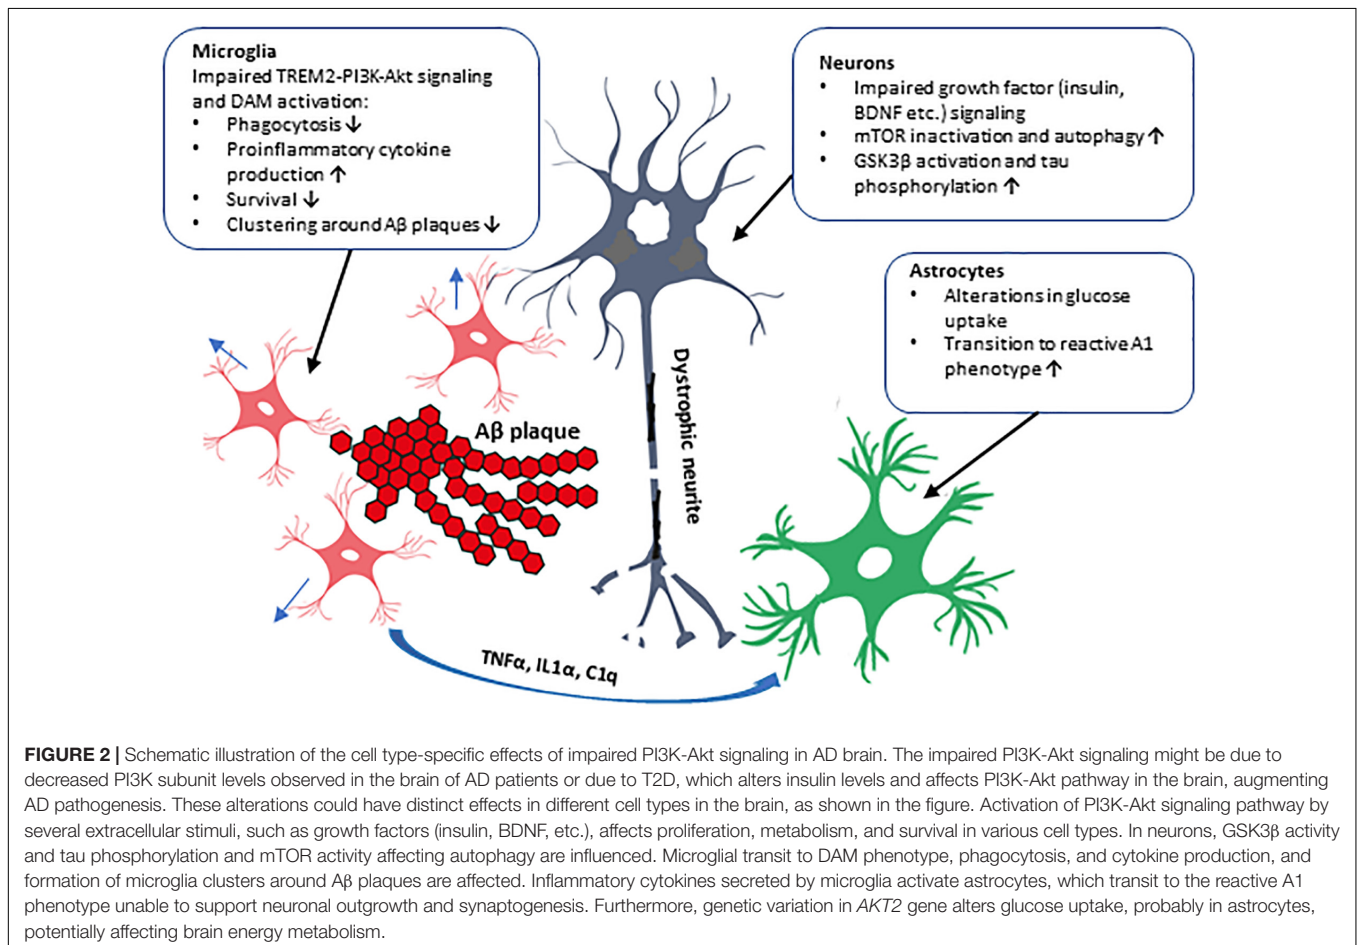 Microglia
Impaired TREM2-PI3K-Akt signaling
and DAM activation:
• Phagocytosis ↓
• Proinflammatory cytokine
production ↑
• Survival ↓
• Clustering around Aβ plaques ↓
Neurons
• Impaired growth factor (insulin,
BDNF etc.) signaling
• mTOR inactivation and autophagy ↑
• GSK3β activation and tau
phosphorylation ↑
Astrocytes
• Alterations in glucose
uptake
• Transition to reactive A1
phenotype ↑
Aβ plaque
Dystrophic neurite
TNFα, IL1α, C1q
FIGURE 2 | Schematic illustration of the cell type-specific effects of impaired PI3K-Akt signaling in AD brain. The impaired PI3K-Akt signaling might be due to
decreased PI3K subunit levels observed in the brain of AD patients or due to T2D, which alters insulin levels and affects PI3K-Akt pathway in the brain, augmenting
AD pathogenesis. These alterations could have distinct effects in different cell types in the brain, as shown in the figure. Activation of PI3K-Akt signaling pathway by
several extracellular stimuli, such as growth factors (insulin, BDNF, etc.), affects proliferation, metabolism, and survival in various cell types. In neurons, GSK3β activity
and tau phosphorylation and mTOR activity affecting autophagy are influenced. Microglial transit to DAM phenotype, phagocytosis, and cytokine production, and
formation of microglia clusters around Aβ plaques are affected. Inflammatory cytokines secreted by microglia activate astrocytes, which transit to the reactive A1
phenotype unable to support neuronal outgrowth and synaptogenesis. Furthermore, genetic variation in AKT2 gene alters glucose uptake, probably in astrocytes,
potentially affecting brain energy metabolism.